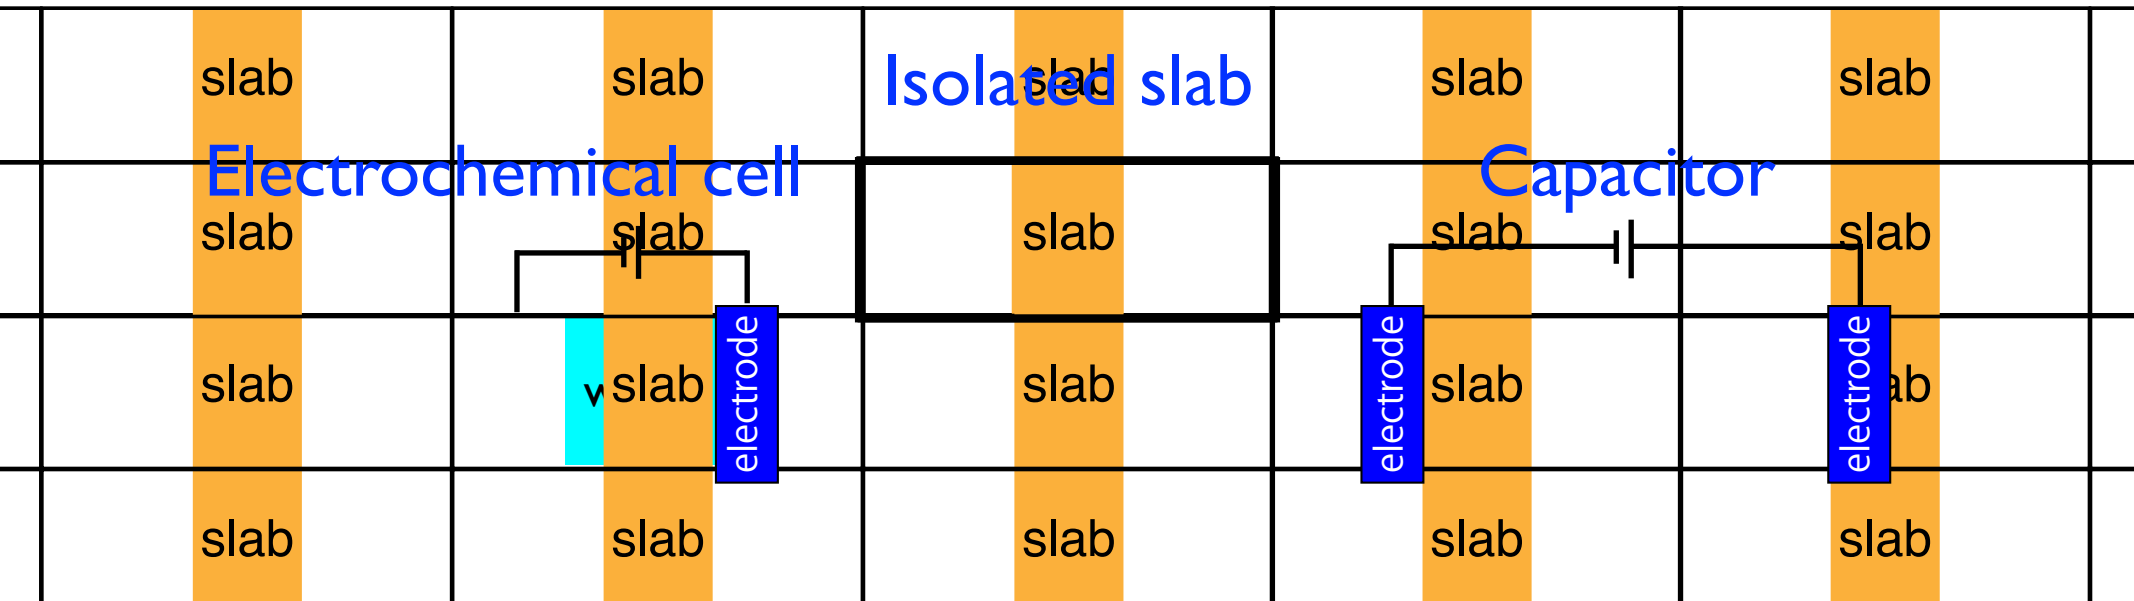 slab slab slab slab slab
Isolated slab
Electrochemical cell Capacitor
slab slab slab slab slab
slab slab slab slab
electrode electrode electrode
slab slab slab slab slab